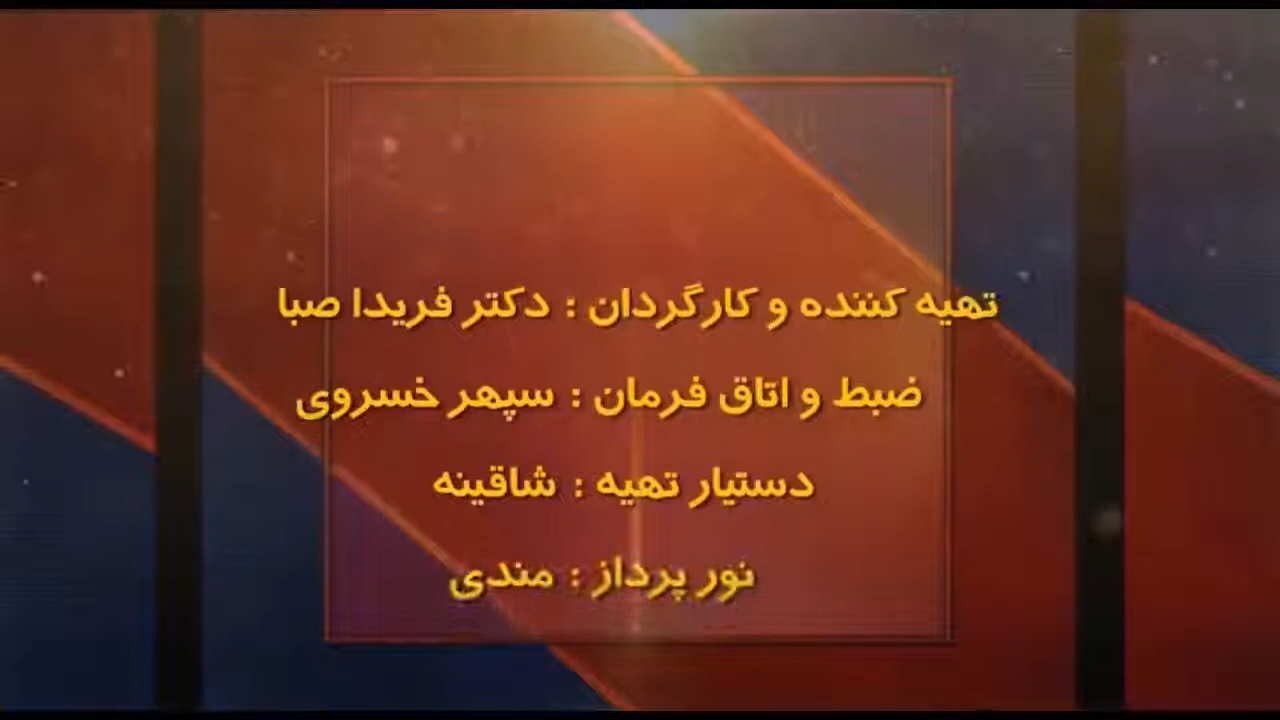 تهیه کننده و کارگردان : دکتر فریدا صبا
ضبط و اتاق فرمان : سپهر خسروی
دستیار تهیه : شاقینه
نور پرداز : مندی